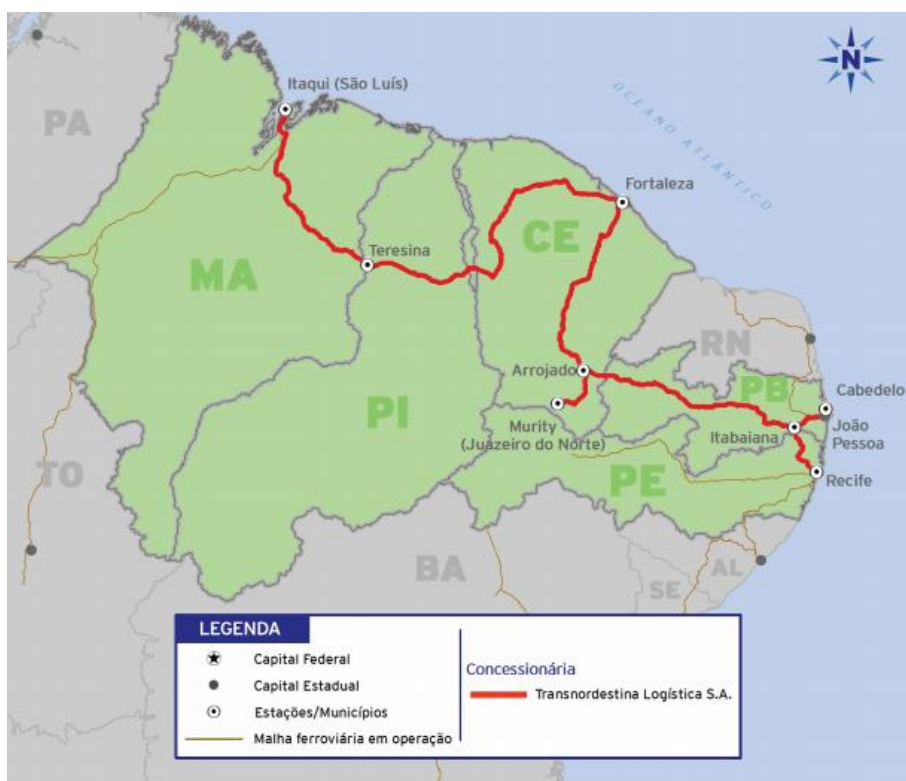 N
Itaqui (São Luís)
OCEANO ATLÂNTICO
PA
Fortaleza
CE
Teresina
MA
RN
Arrojado
PB
Cabedelo
PI
Murity
(Juazeiro do Norte)
Itabaiana
João
Pessoa
TO
PE
Recife
BA
AL
SE
LEGENDA
Capital Federal
Capital Estadual
Estações/Municípios
Malha ferroviária em operação
Concessionária
Transnordestina Logística S.A.